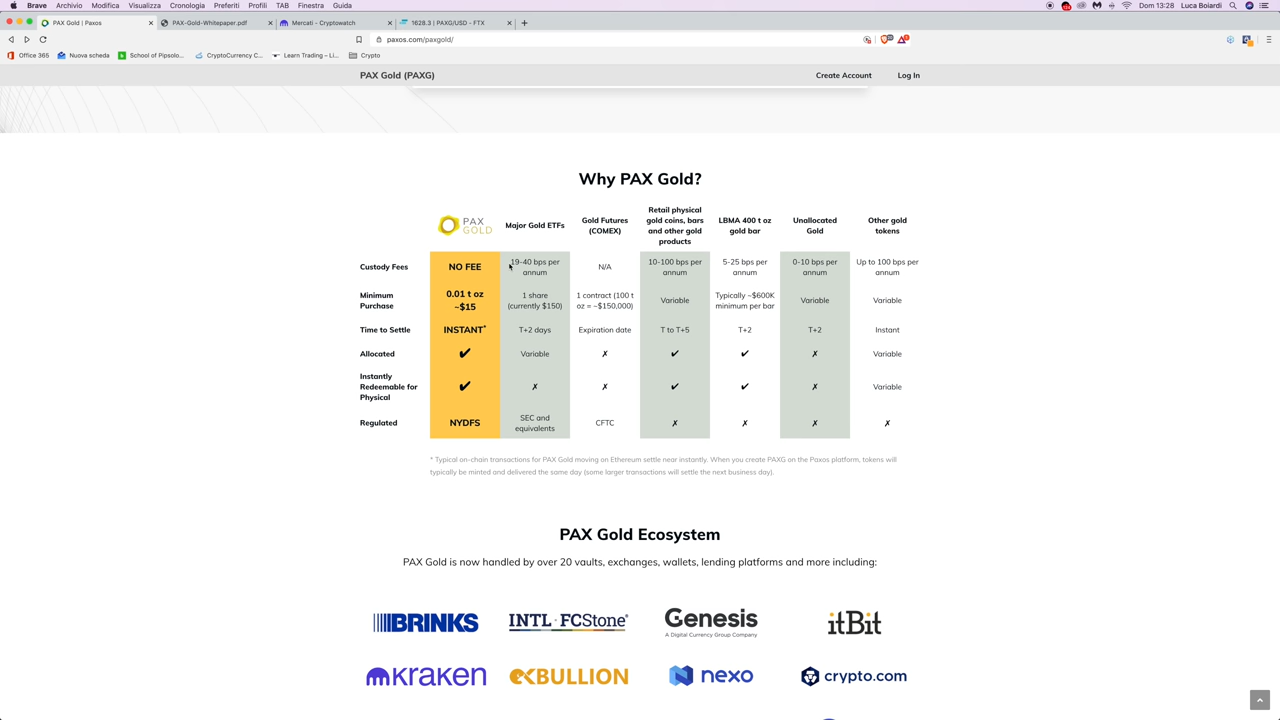 Brave Archivio Modifica Visualizza Cronologia Preferiti Profili TAB Finestra Guida Dom 13:28 Luca Boiardi
PAX Gold | Paxos PAX-Gold-Whitepaper.pdf Mercati - Cryptowatch 1628.3 | PAXG/USD - FTX
paxos.com/paxgold/
Office 365 Nuova scheda School of Pipsolo... CryptoCurrency C... Learn Trading – Li... Crypto
PAX Gold (PAXG) Create Account Log In
Why PAX Gold?
PAX GOLD Major Gold ETFs Gold Futures (COMEX) Retail physical gold coins, bars and other gold products LBMA 400 t oz gold bar Unallocated Gold Other gold tokens
Custody Fees NO FEE 19-40 bps per annum N/A 10-100 bps per annum 5-25 bps per annum 0-10 bps per annum Up to 100 bps per annum
Minimum Purchase 0.01 t oz ~$15 1 share (currently $150) 1 contract (100 t oz = ~$150,000) Variable Typically ~$600K minimum per bar Variable Variable
Time to Settle INSTANT* T+2 days Expiration date T to T+5 T+2 T+2 Instant
Allocated ✔ Variable ✗ ✔ ✔ ✗ Variable
Instantly Redeemable for Physical ✔ ✗ ✗ ✔ ✔ ✗ Variable
Regulated NYDFS SEC and equivalents CFTC ✗ ✗ ✗ ✗
* Typical on-chain transactions for PAX Gold moving on Ethereum settle near instantly. When you create PAXG on the Paxos platform, tokens will
typically be minted and delivered the same day (some larger transactions will settle the next business day).
PAX Gold Ecosystem
PAX Gold is now handled by over 20 vaults, exchanges, wallets, lending platforms and more including:
BRINKS INTL FCStone® Genesis itBit
A Digital Currency Group Company
kraken EKBULLION nexo crypto.com